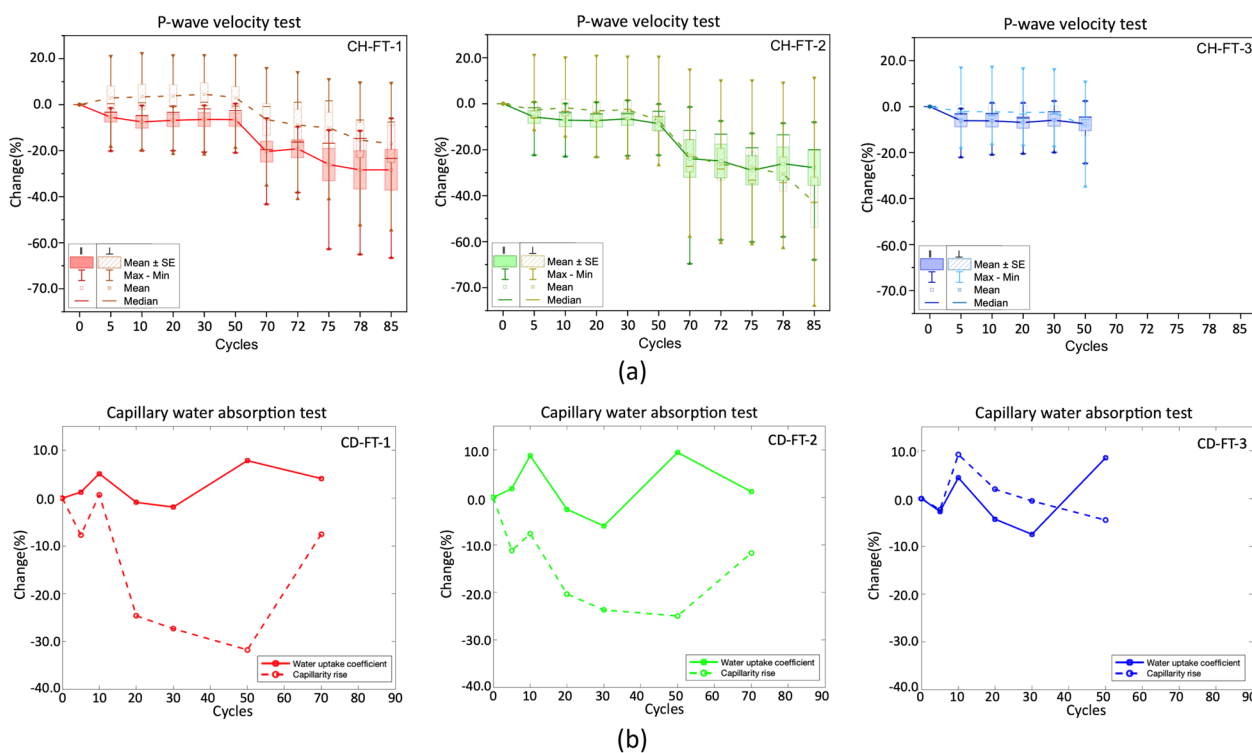 P-wave velocity test
CH-FT-1
20.0
0.0
-20.0
-40.0
-60.0
-70.0
Change(%)
|| ⊥
Mean ± SE
Max - Min
Mean
Median
0 5 10 20 30 50 70 72 75 78 85
Cycles
P-wave velocity test
CH-FT-2
20.0
0.0
-20.0
-40.0
-60.0
-70.0
Change(%)
|| ⊥
Mean ± SE
Max - Min
Mean
Median
0 5 10 20 30 50 70 72 75 78 85
Cycles
P-wave velocity test
CH-FT-3
20.0
0.0
-20.0
-40.0
-60.0
-70.0
Change(%)
|| ⊥
Mean ± SE
Max - Min
Mean
Median
0 5 10 20 30 50 70 72 75 78 85
Cycles
(a)
Capillary water absorption test
CD-FT-1
10.0
0.0
-10.0
-20.0
-30.0
-40.0
Change(%)
Water uptake coefficient
Capillarity rise
0 10 20 30 40 50 60 70 80 90
Cycles
Capillary water absorption test
CD-FT-2
10.0
0.0
-10.0
-20.0
-30.0
-40.0
Change(%)
Water uptake coefficient
Capillarity rise
0 10 20 30 40 50 60 70 80 90
Cycles
Capillary water absorption test
CD-FT-3
10.0
0.0
-10.0
-20.0
-30.0
-40.0
Change(%)
Water uptake coefficient
Capillarity rise
0 10 20 30 40 50 60 70 80 90
Cycles
(b)